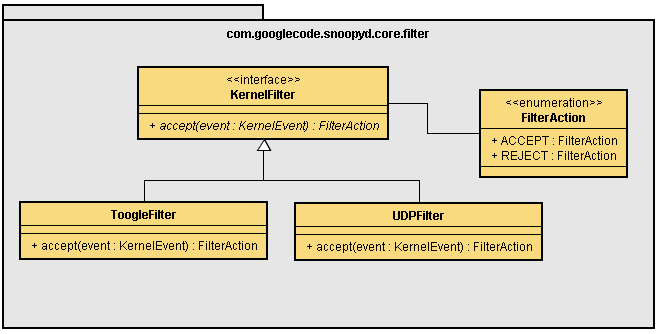 com.googlecode.snoopyd.core.filter
<<interface>>
KernelFilter
+ accept(event : KernelEvent) : FilterAction
<<enumeration>>
FilterAction
+ ACCEPT : FilterAction
+ REJECT : FilterAction
ToogleFilter
+ accept(event : KernelEvent) : FilterAction
UDPFilter
+ accept(event : KernelEvent) : FilterAction